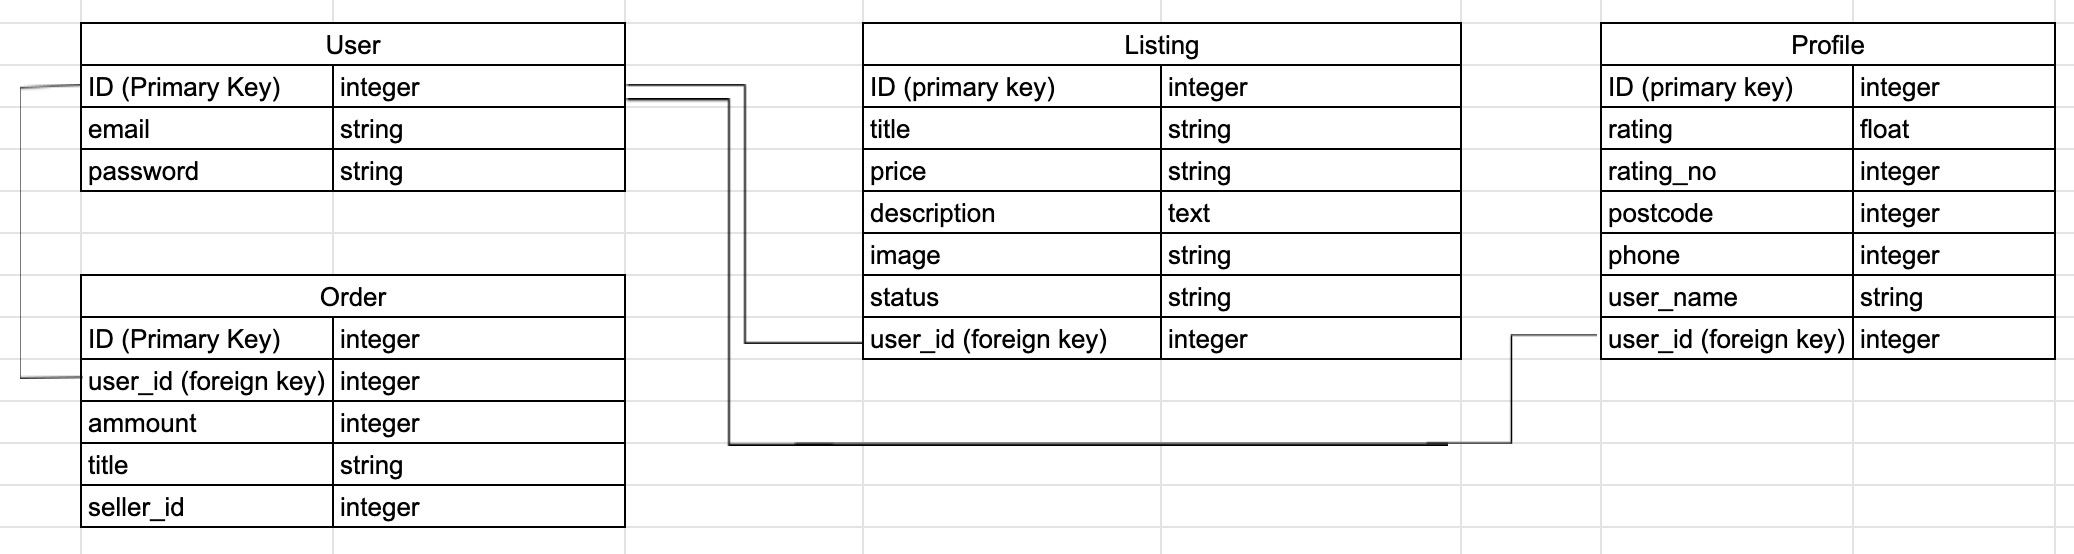 User
ID (Primary Key) integer
email string
password string
Order
ID (Primary Key) integer
user_id (foreign key) integer
ammount integer
title string
seller_id integer
Listing
ID (primary key) integer
title string
price string
description text
image string
status string
user_id (foreign key) integer
Profile
ID (primary key) integer
rating float
rating_no integer
postcode integer
phone integer
user_name string
user_id (foreign key) integer